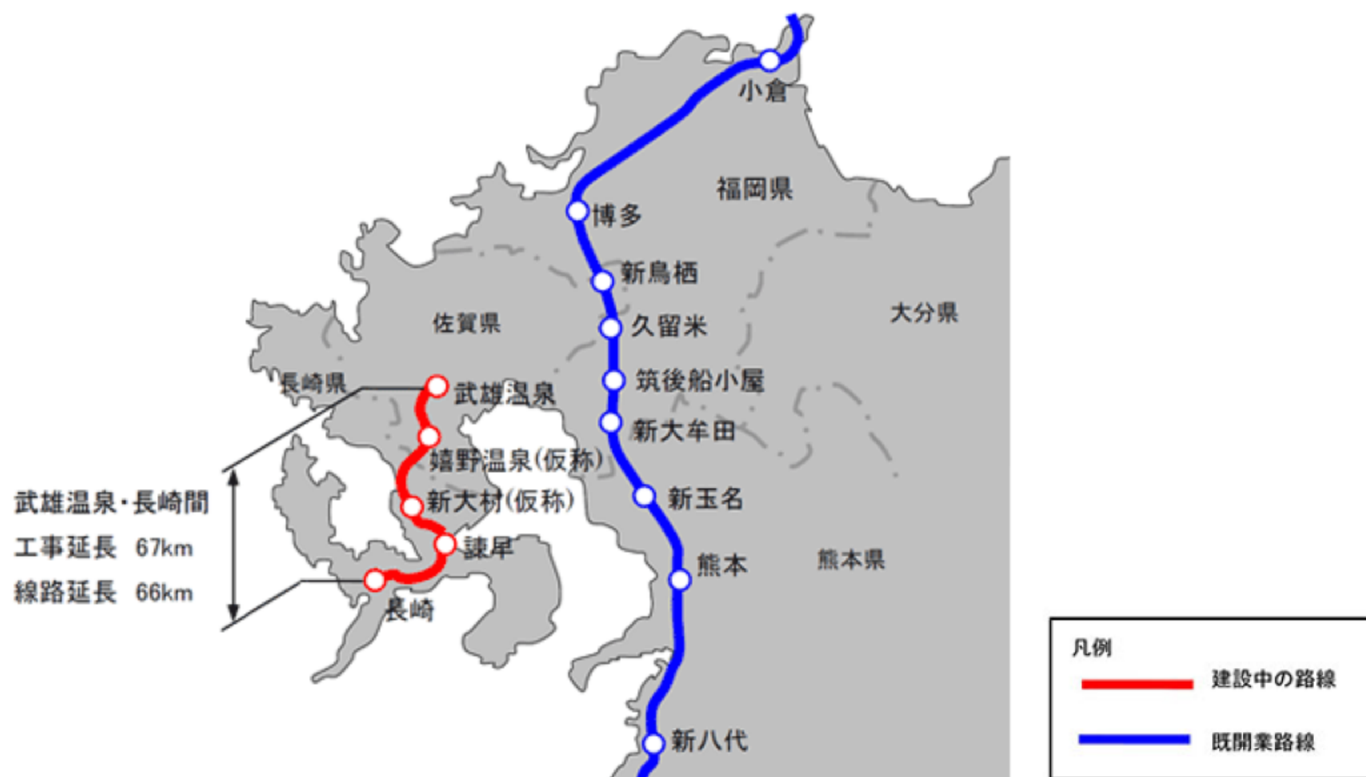 小倉
福岡県
博多
新鳥栖
久留米
大分県
佐賀県
長崎県
武雄温泉
筑後船小屋
新大牟田
嬉野温泉(仮称)
新大村(仮称)
新玉名
諫早
熊本
熊本県
長崎
新八代
武雄温泉・長崎間
工事延長 67km
線路延長 66km
凡例
建設中の路線
既開業路線